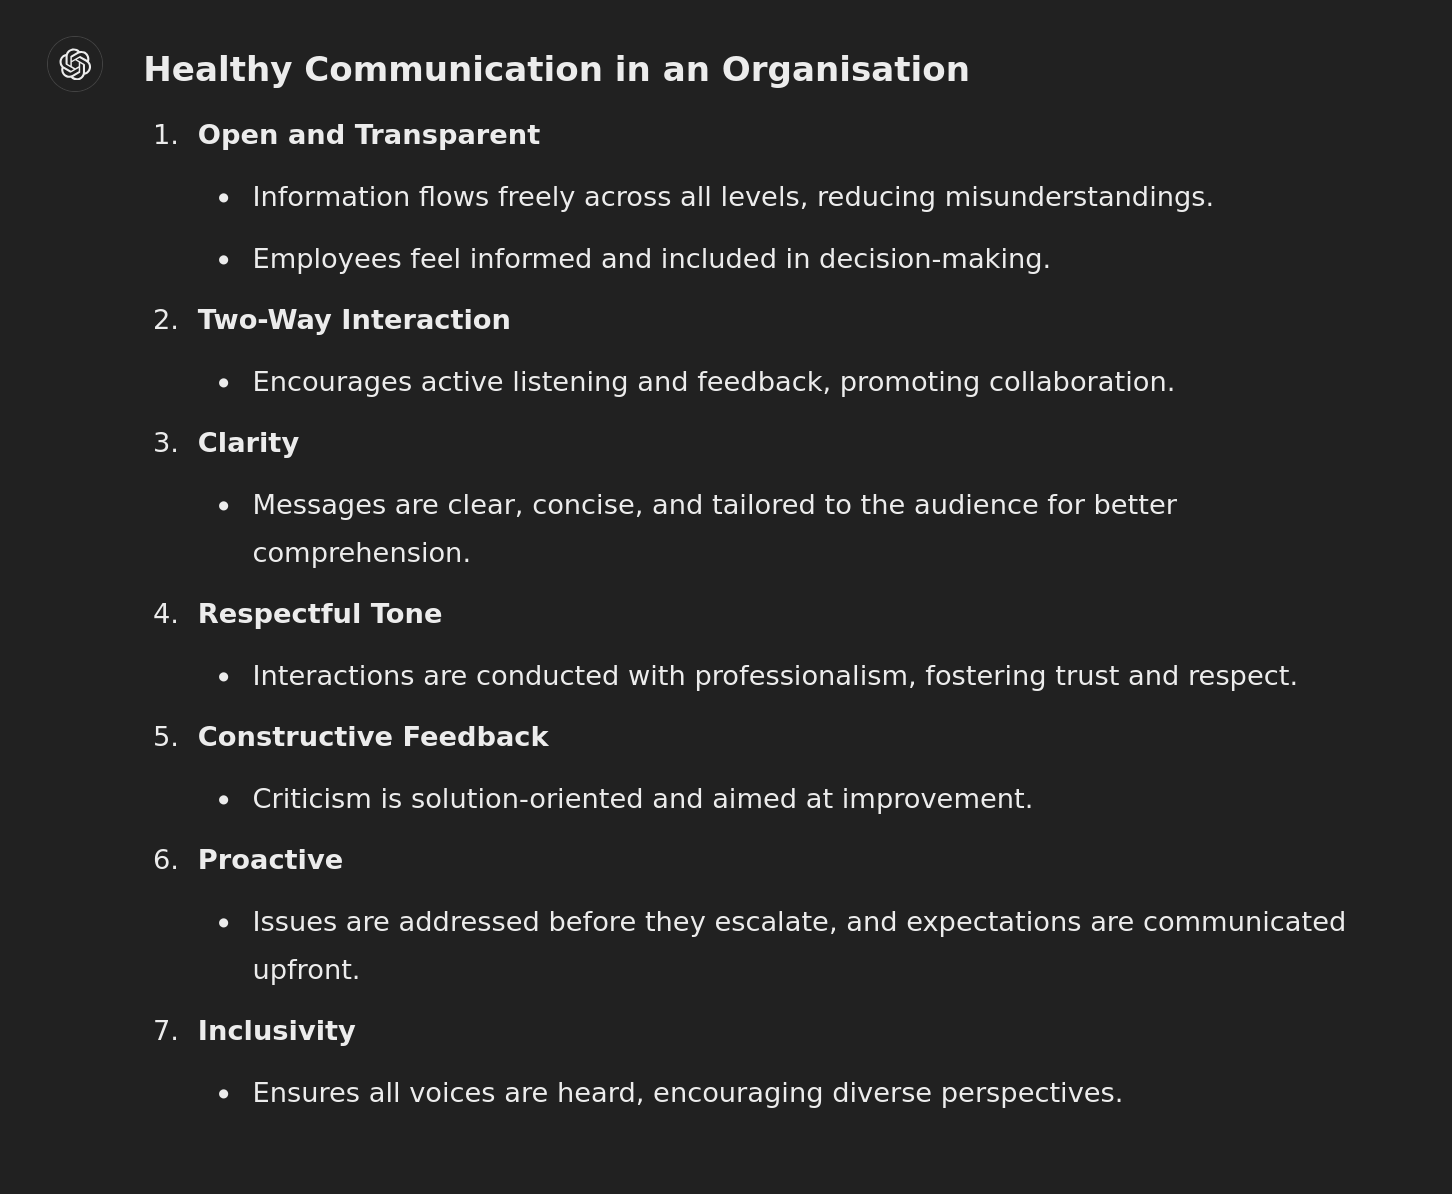 Healthy Communication in an Organisation
1. Open and Transparent
• Information flows freely across all levels, reducing misunderstandings.
• Employees feel informed and included in decision-making.
2. Two-Way Interaction
• Encourages active listening and feedback, promoting collaboration.
3. Clarity
• Messages are clear, concise, and tailored to the audience for better
comprehension.
4. Respectful Tone
• Interactions are conducted with professionalism, fostering trust and respect.
5. Constructive Feedback
• Criticism is solution-oriented and aimed at improvement.
6. Proactive
• Issues are addressed before they escalate, and expectations are communicated
upfront.
7. Inclusivity
• Ensures all voices are heard, encouraging diverse perspectives.